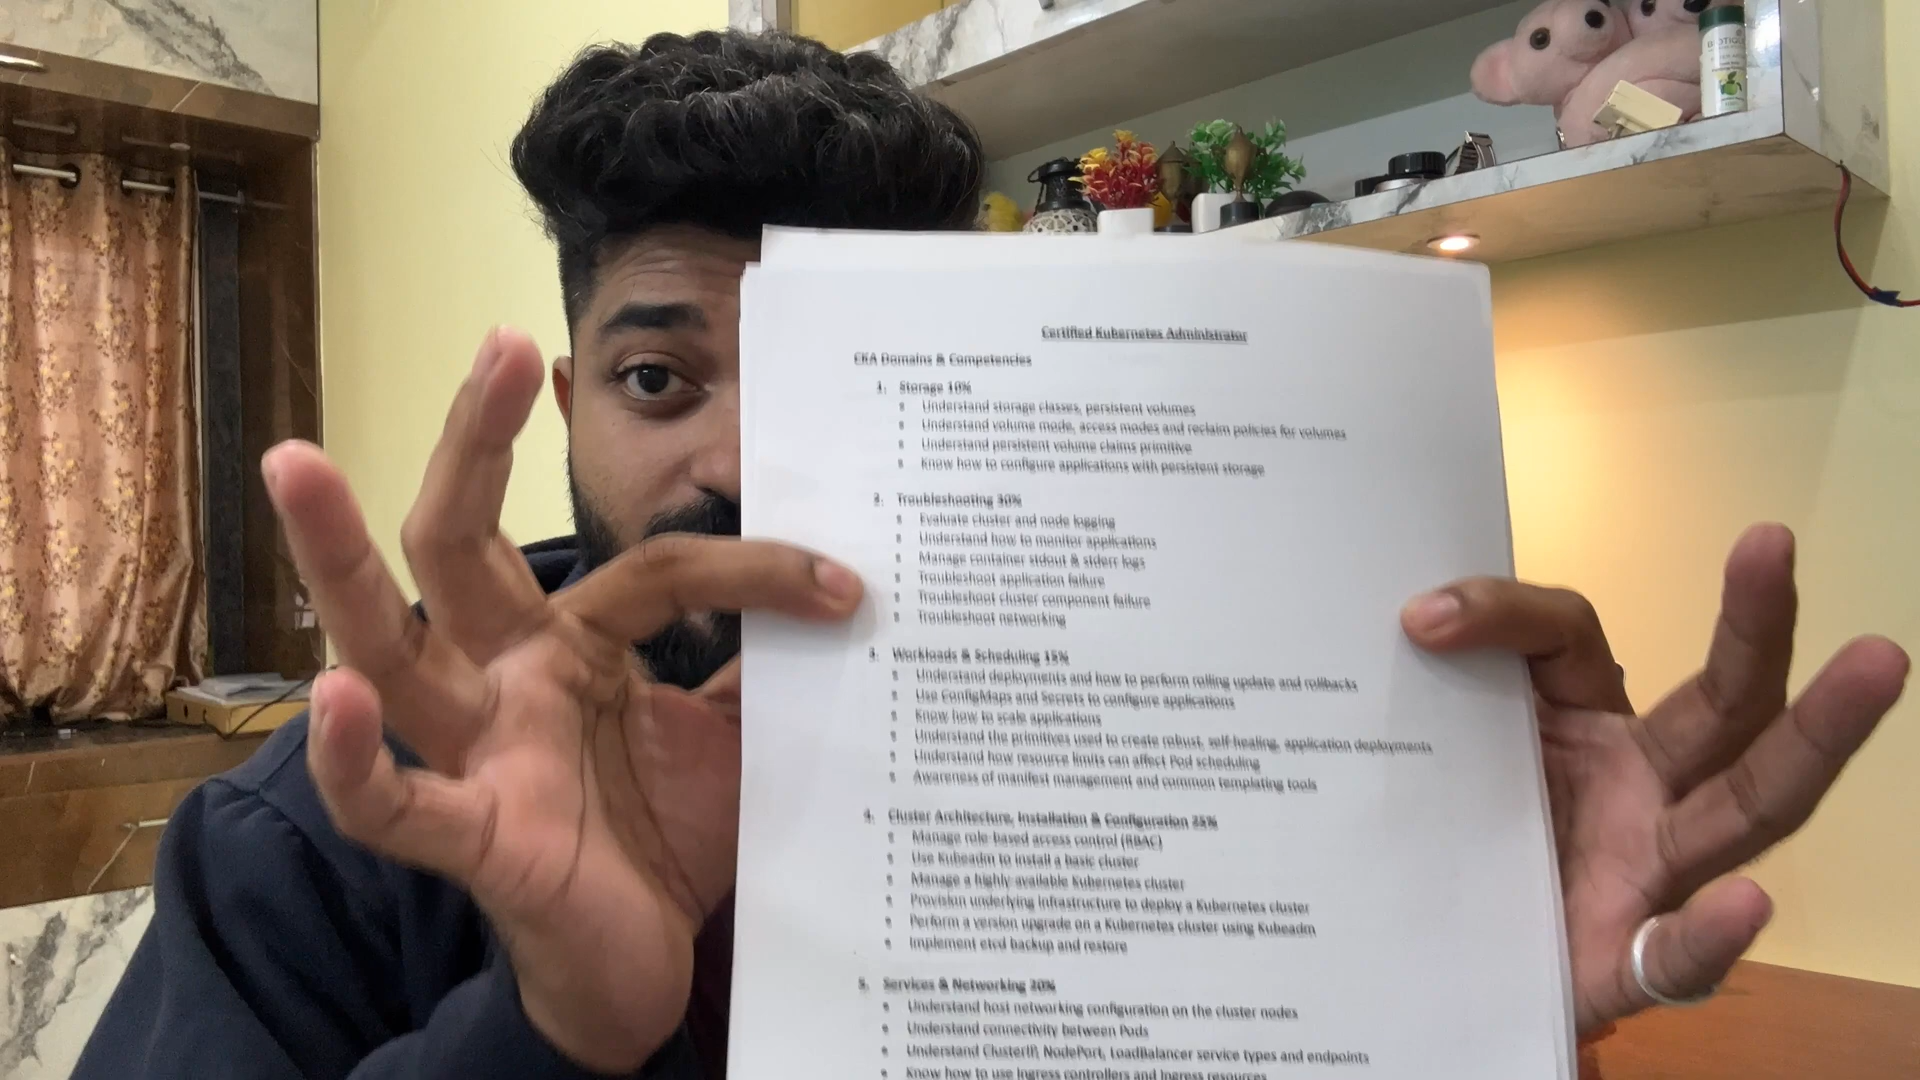 Certified Kubernetes Administrator
CKA Domains & Competencies
1. Storage 10%
Understand storage classes, persistent volumes
Understand volume mode, access modes and reclaim policies for volumes
Understand persistent volume claims primitive
Know how to configure applications with persistent storage
2. Troubleshooting 30%
Evaluate cluster and node logging
Understand how to monitor applications
Manage container stdout & stderr logs
Troubleshoot application failure
Troubleshoot cluster component failure
Troubleshoot networking
3. Workloads & Scheduling 15%
Understand deployments and how to perform rolling update and rollbacks
Use ConfigMaps and Secrets to configure applications
Know how to scale applications
Understand the primitives used to create robust, self-healing, application deployments
Understand how resource limits can affect Pod scheduling
Awareness of manifest management and common templating tools
4. Cluster Architecture, Installation & Configuration 25%
Manage role-based access control (RBAC)
Use Kubeadm to install a basic cluster
Manage a highly-available Kubernetes cluster
Provision underlying infrastructure to deploy a Kubernetes cluster
Perform a version upgrade on a Kubernetes cluster using Kubeadm
Implement etcd backup and restore
5. Services & Networking 20%
Understand host networking configuration on the cluster nodes
Understand connectivity between Pods
Understand ClusterIP, NodePort, LoadBalancer service types and endpoints
Know how to use Ingress controllers and Ingress resources